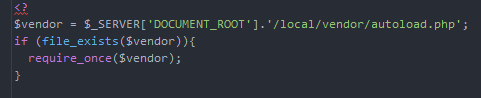 <?
$vendor = $_SERVER['DOCUMENT_ROOT'].'/local/vendor/autoload.php';
if (file_exists($vendor)){
  require_once($vendor);
}